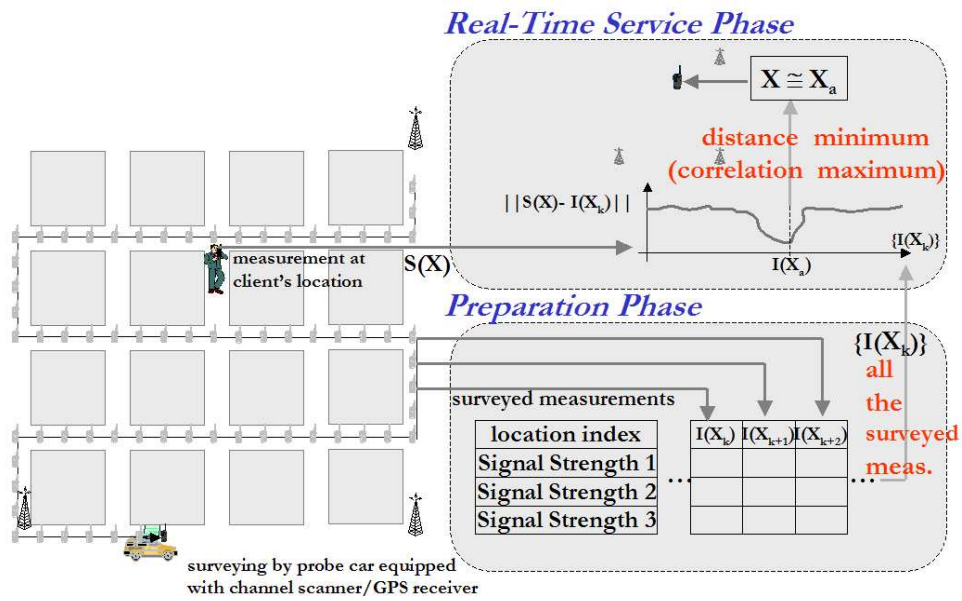 Real-Time Service Phase
X ≅ Xₐ
distance minimum
(correlation maximum)
||S(X)- I(Xₖ)||
{I(Xₖ)}
I(Xₐ)
measurement at
client's location
S(X)
Preparation Phase
{I(Xₖ)}
all
the
surveyed
meas.
surveyed measurements
location index
I(Xₖ) I(Xₖ₊₁) I(Xₖ₊₂)
Signal Strength 1
... ...
Signal Strength 2
Signal Strength 3
surveying by probe car equipped
with channel scanner/GPS receiver